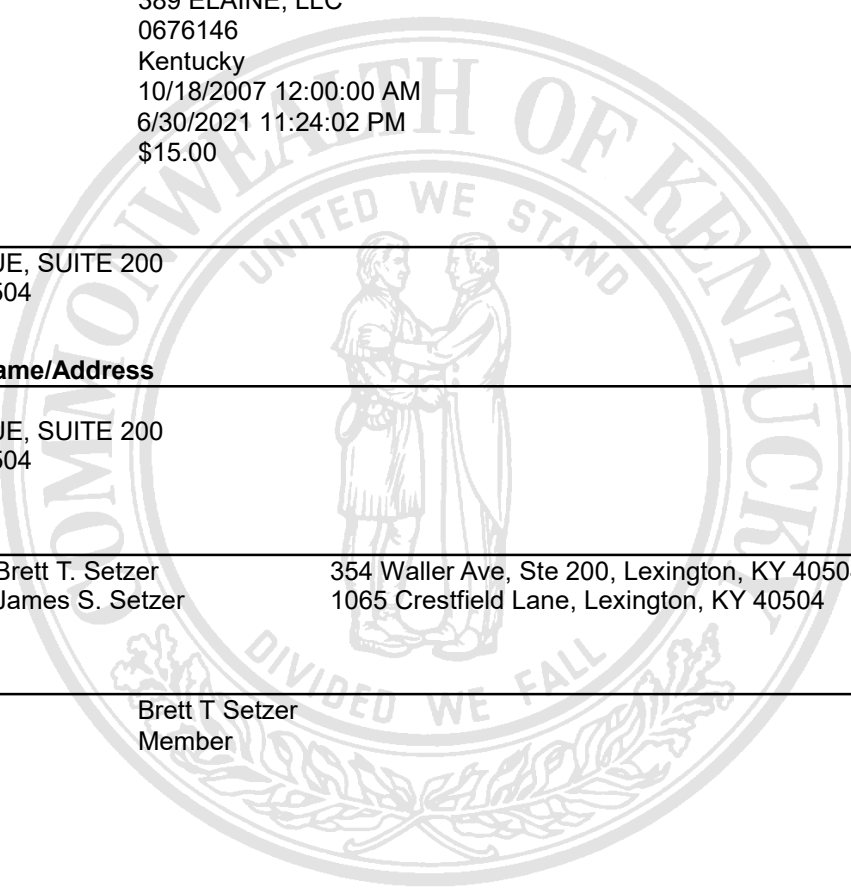 389 ELAINE, LLC
0676146
Kentucky
10/18/2007 12:00:00 AM
6/30/2021 11:24:02 PM
$15.00
UE, SUITE 200
504
ame/Address
UE, SUITE 200
504
Brett T. Setzer 354 Waller Ave, Ste 200, Lexington, KY 4050
James S. Setzer 1065 Crestfield Lane, Lexington, KY 40504
Brett T Setzer
Member
COMMONWEALTH OF KENTUCKY
UNITED WE STAND
DIVIDED WE FALL